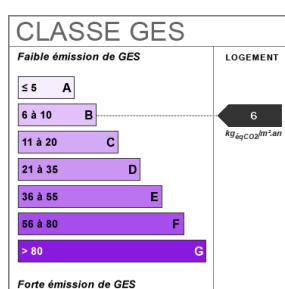 CLASSE GES
Faible émission de GES
LOGEMENT
≤ 5 A
6 à 10 B
6
kgéqCO2/m².an
11 à 20 C
21 à 35 D
36 à 55 E
56 à 80 F
> 80 G
Forte émission de GES